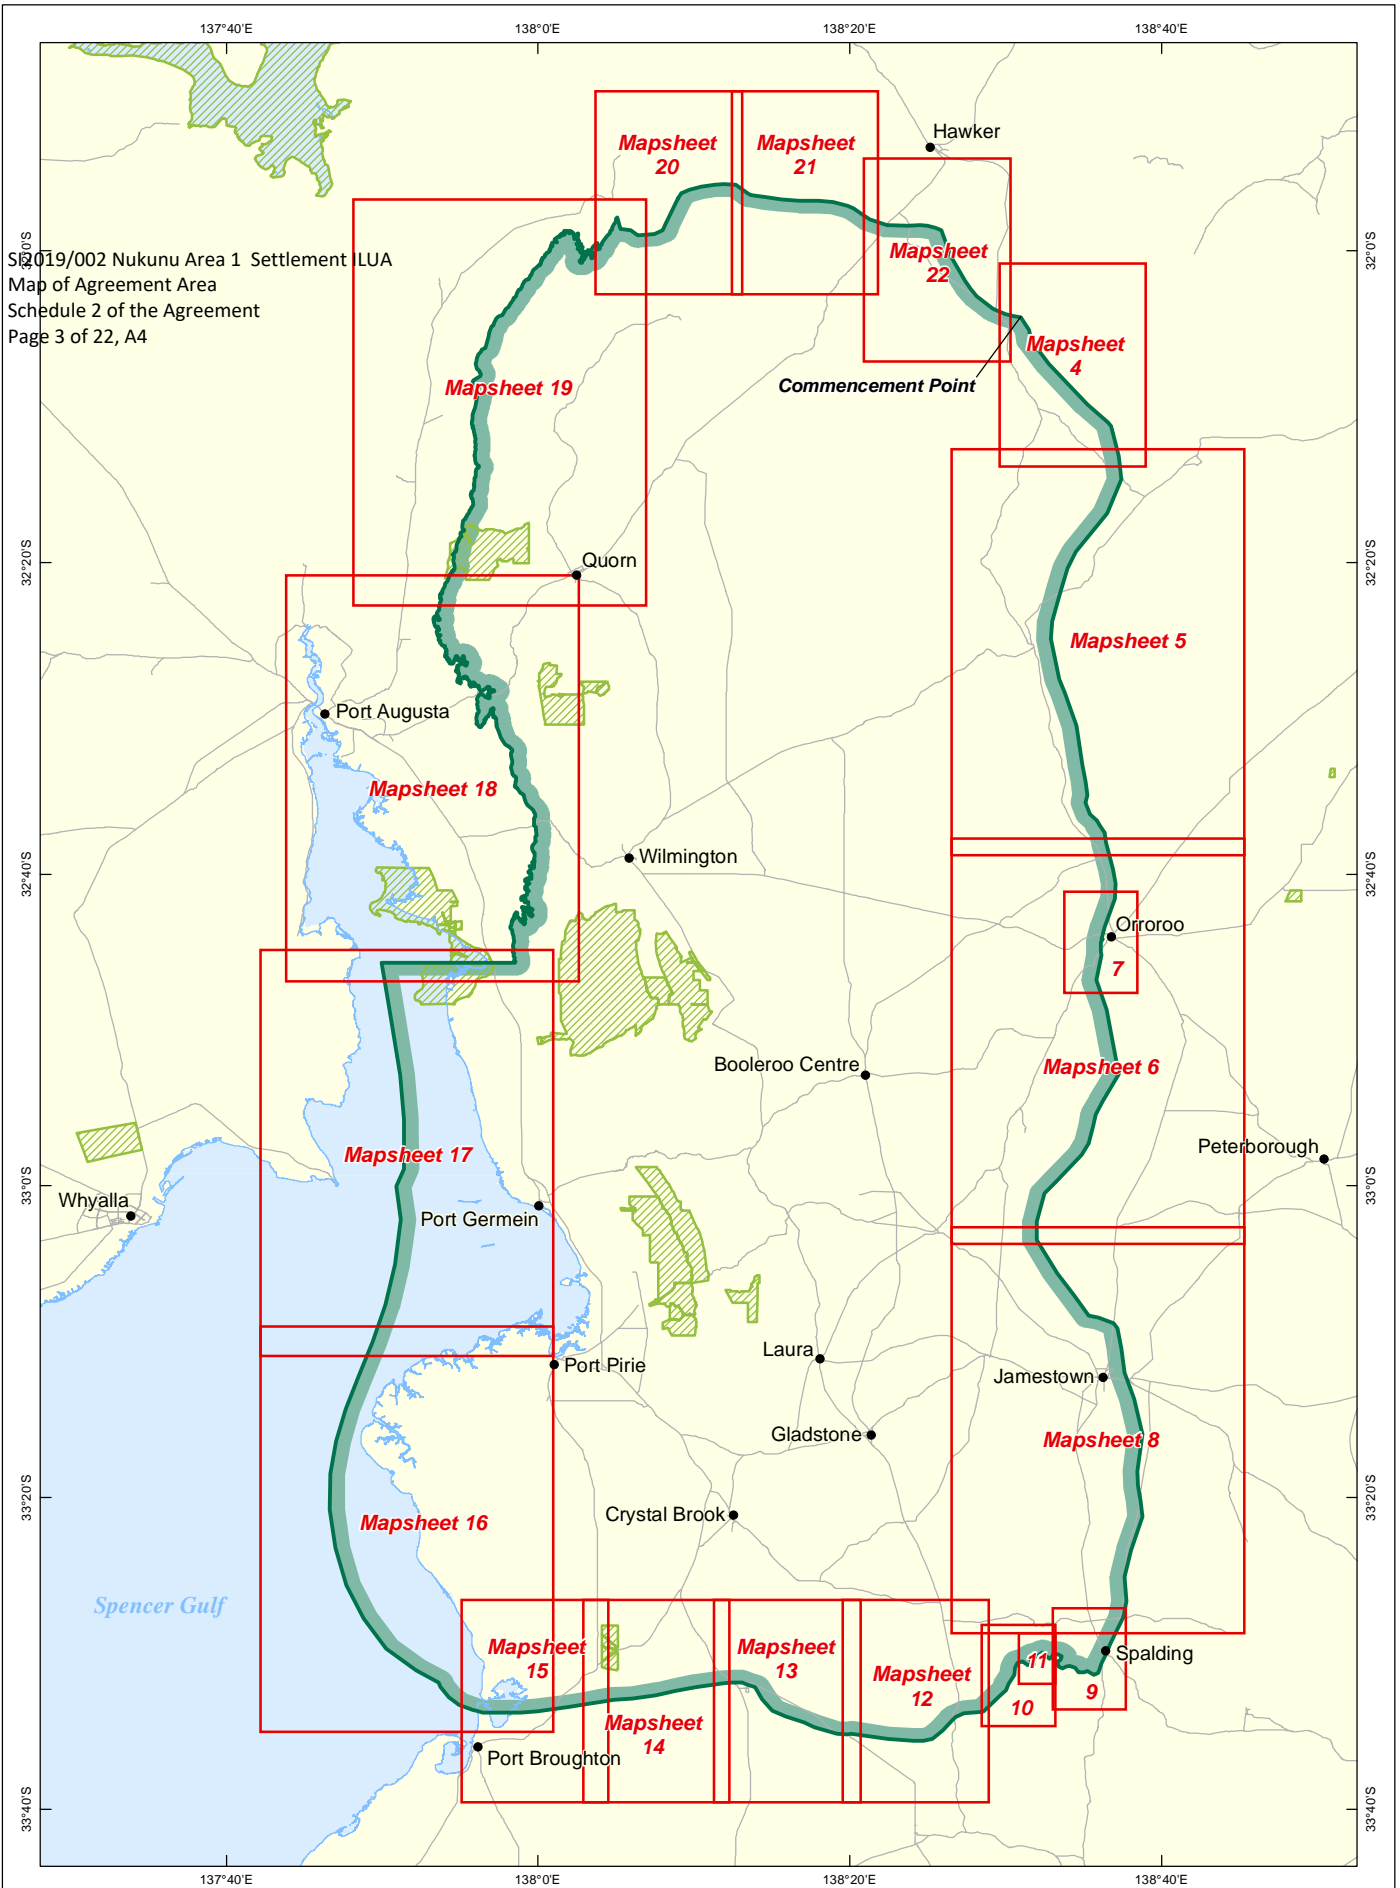 137°40'E
138°0'E
138°20'E
138°40'E
Hawker
Mapsheet
20
Mapsheet
21
32°0'S
Mapsheet
22
32°0'S
SI2019/002 Nukunu Area 1 Settlement ILUA
Map of Agreement Area
Schedule 2 of the Agreement
Page 3 of 22, A4
Mapsheet
4
Commencement Point
Mapsheet 19
32°20'S
Quorn
32°20'S
Mapsheet 5
Port Augusta
Mapsheet 18
Wilmington
32°40'S
32°40'S
Orroroo
7
Booleroo Centre
Mapsheet 6
Mapsheet 17
Peterborough
33°0'S
33°0'S
Whyalla
Port Germein
Laura
Port Pirie
Jamestown
Gladstone
Mapsheet 8
33°20'S
33°20'S
Crystal Brook
Mapsheet 16
Spencer Gulf
Mapsheet
15
Mapsheet
13
Mapsheet
12
11
Spalding
9
10
Mapsheet
14
Port Broughton
33°40'S
33°40'S
137°40'E
138°0'E
138°20'E
138°40'E